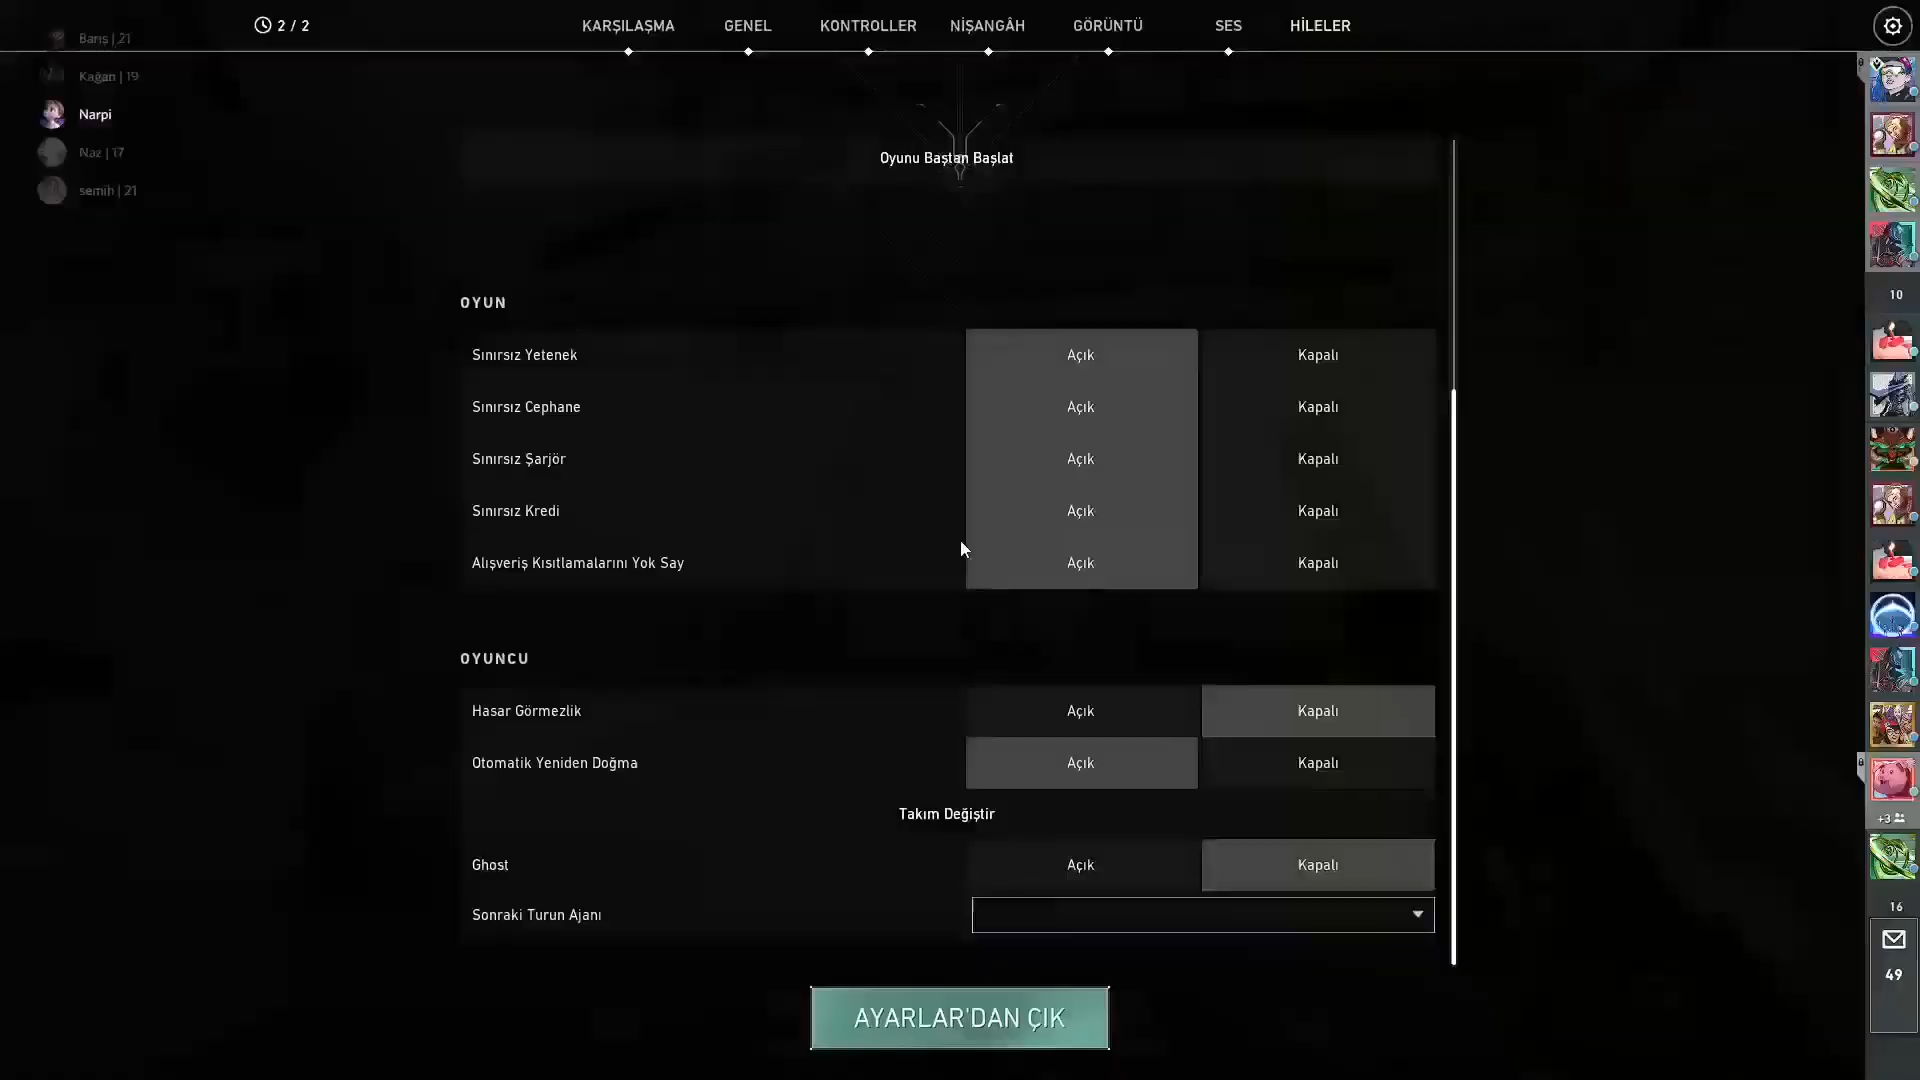 2 / 2
KARŞILAŞMA
GENEL
KONTROLLER
NİŞANGÂH
GÖRÜNTÜ
SES
HİLELER
Barış | 21
Kağan | 19
Narpi
Naz | 17
semih | 21
Oyunu Baştan Başlat
OYUN
Sınırsız Yetenek Açık Kapalı
Sınırsız Cephane Açık Kapalı
Sınırsız Şarjör Açık Kapalı
Sınırsız Kredi Açık Kapalı
Alışveriş Kısıtlamalarını Yok Say Açık Kapalı
OYUNCU
Hasar Görmezlik Açık Kapalı
Otomatik Yeniden Doğma Açık Kapalı
Takım Değiştir
Ghost Açık Kapalı
Sonraki Turun Ajanı
AYARLAR'DAN ÇIK
10
+3
16
49